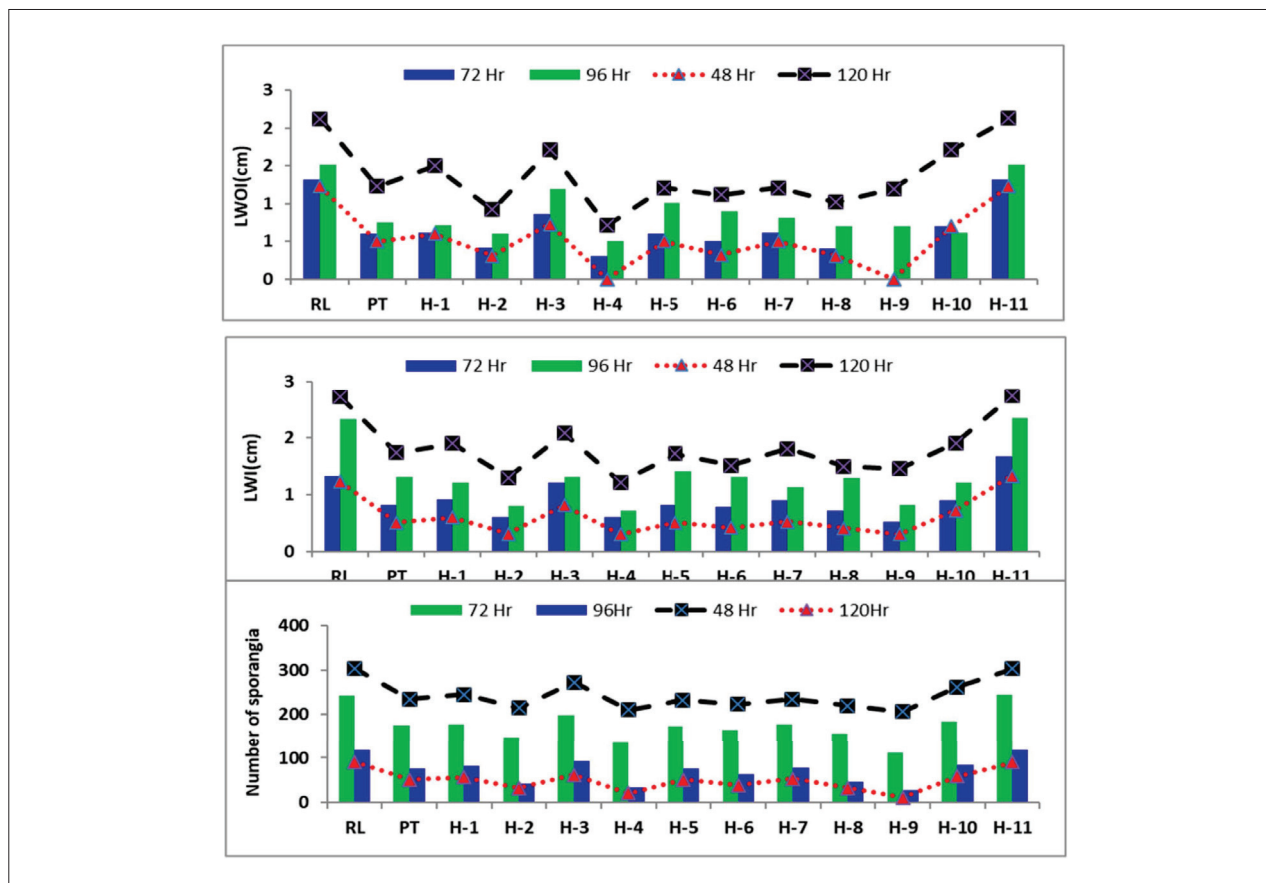 72 Hr 96 Hr 48 Hr 120 Hr
LWOI(cm)
3
2
2
1
1
0
RL PT H-1 H-2 H-3 H-4 H-5 H-6 H-7 H-8 H-9 H-10 H-11
72 Hr 96 Hr 48 Hr 120 Hr
LWI(cm)
3
2
1
0
RL PT H-1 H-2 H-3 H-4 H-5 H-6 H-7 H-8 H-9 H-10 H-11
72 Hr 96Hr 48 Hr 120Hr
Number of sporangia
400
300
200
100
0
RL PT H-1 H-2 H-3 H-4 H-5 H-6 H-7 H-8 H-9 H-10 H-11